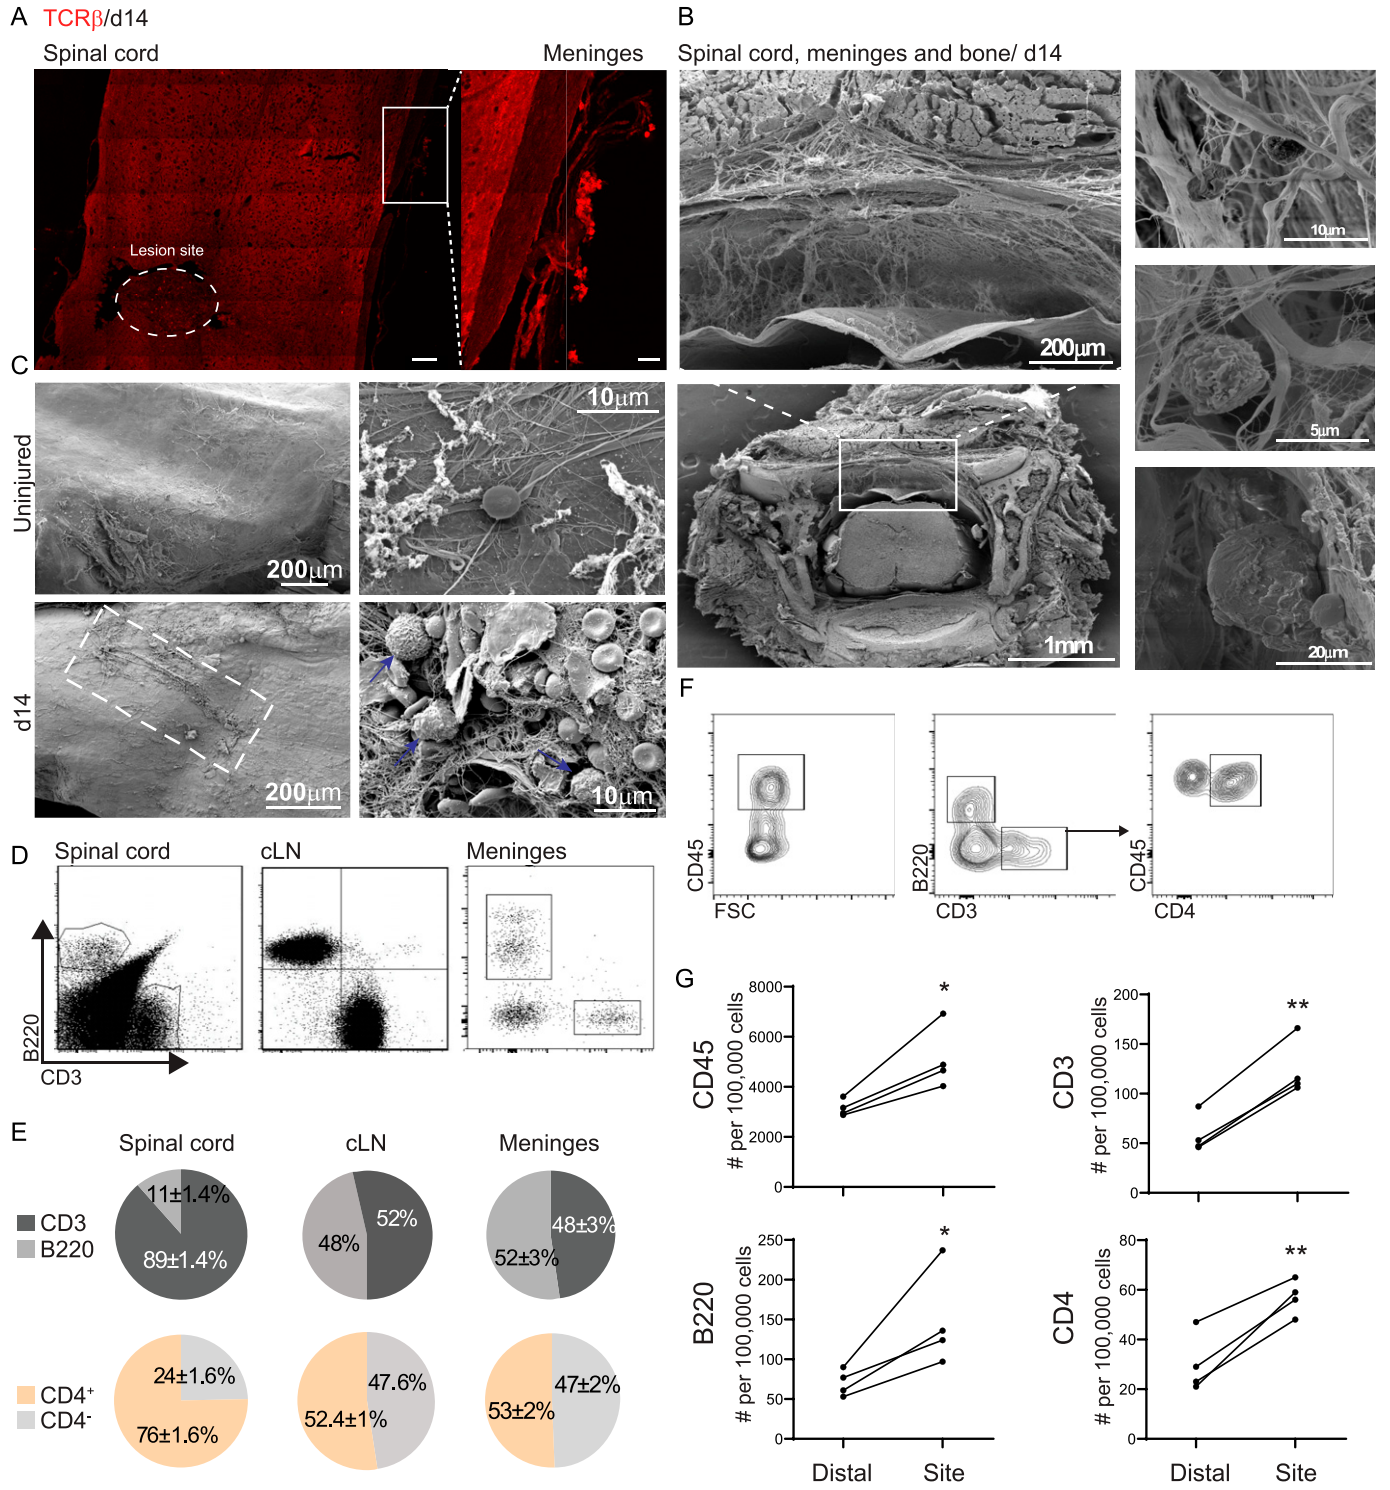 A TCRβ/d14
Spinal cord Meninges
Lesion site
B
Spinal cord, meninges and bone/ d14
200μm
1mm
10μm
5μm
20μm
C
Uninjured
200μm
10μm
d14
200μm
10μm
D Spinal cord cLN Meninges
B220
CD3
E
Spinal cord cLN Meninges
CD3
B220
11±1.4%
89±1.4%
52%
48%
48±3%
52±3%
CD4+
CD4-
24±1.6%
76±1.6%
47.6%
52.4±1%
47±2%
53±2%
F
CD45
FSC
B220
CD3
CD45
CD4
G
CD45
# per 100,000 cells
8000
6000
4000
2000
0
*
CD3
# per 100,000 cells
200
150
100
50
0
**
B220
# per 100,000 cells
250
200
150
100
50
0
*
Distal Site
CD4
# per 100,000 cells
80
60
40
20
0
**
Distal Site